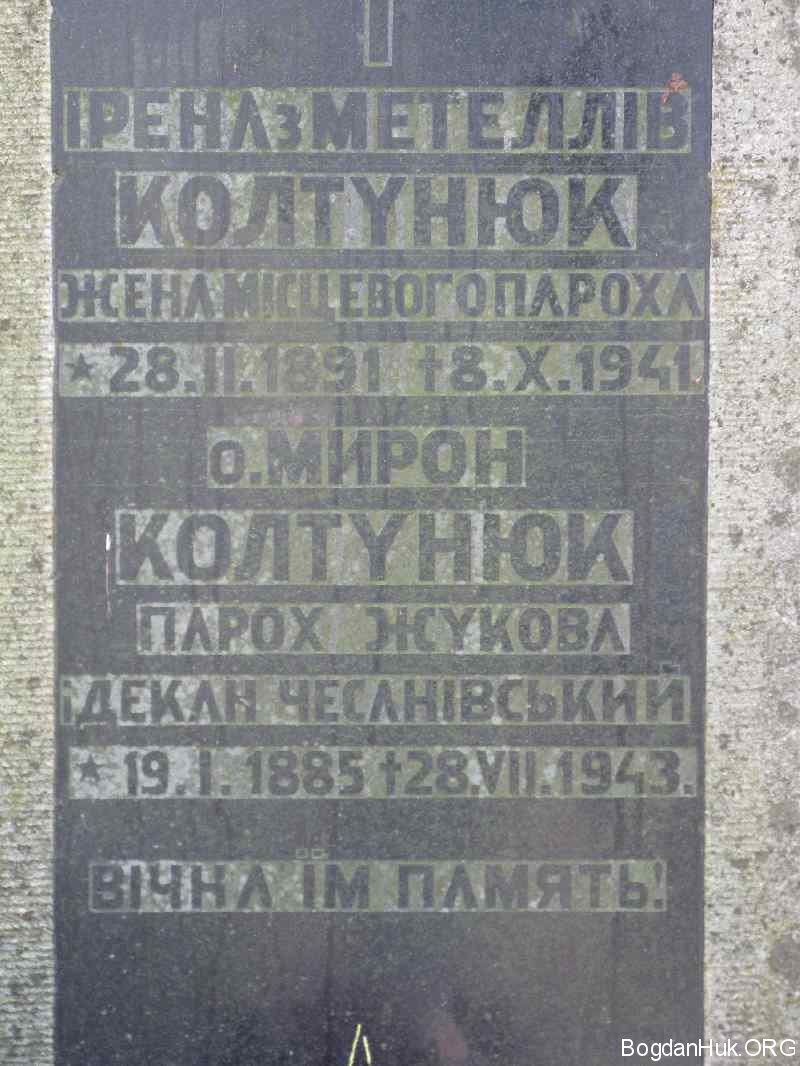 ІРЕНА з МЕТЕЛЛІВ
КОЛТУНЮК
ЖЕНА МІСЦЕВОГО ПАРОХА
* 28.II.1891 † 8.X.1941.
о. МИРОН
КОЛТУНЮК
ПАРОХ ЖУКОВА
і ДЕКАН ЧЕСАНІВСЬКИЙ
* 19.I.1885 † 28.VII.1943.
ВІЧНА ЇМ ПАМЯТЬ!
BogdanHuk.ORG